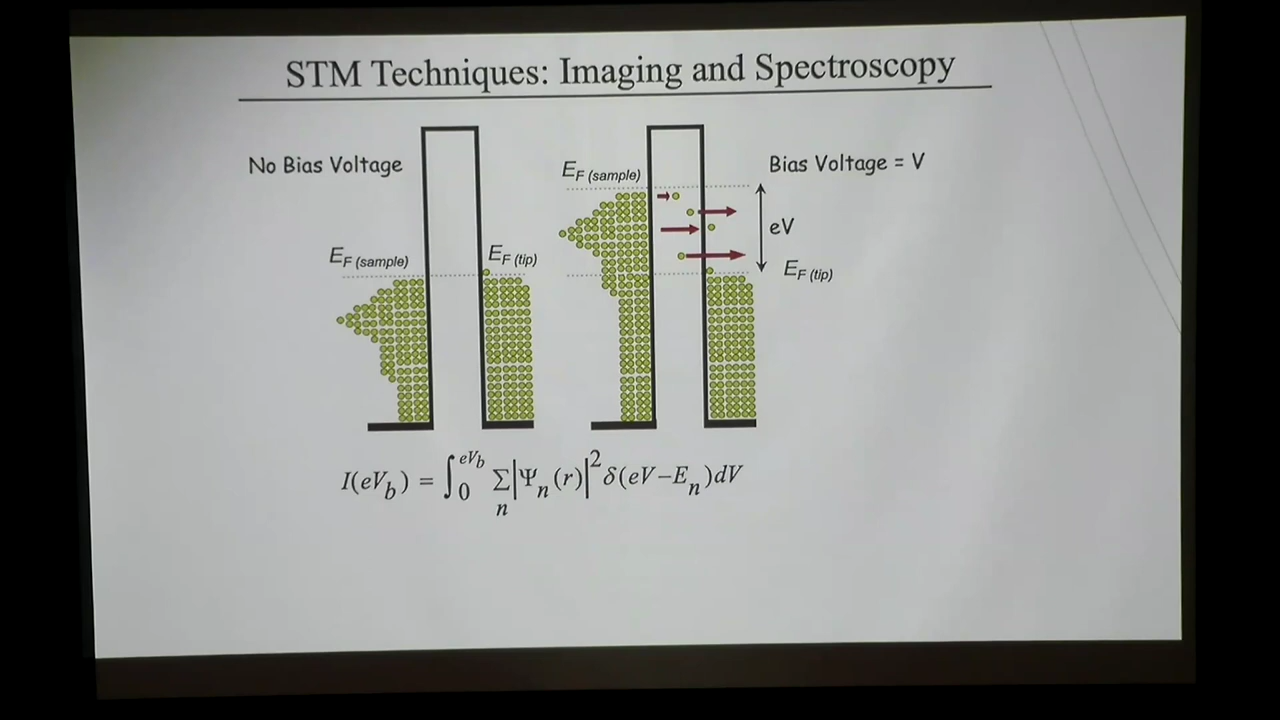 STM Techniques: Imaging and Spectroscopy
No Bias Voltage
E_F (sample)
E_F (tip)
E_F (sample)
Bias Voltage = V
eV
E_F (tip)
I(eV_b) = ∫_0^{eV_b} Σ_n |Ψ_n(r)|^2 δ(eV−E_n)dV